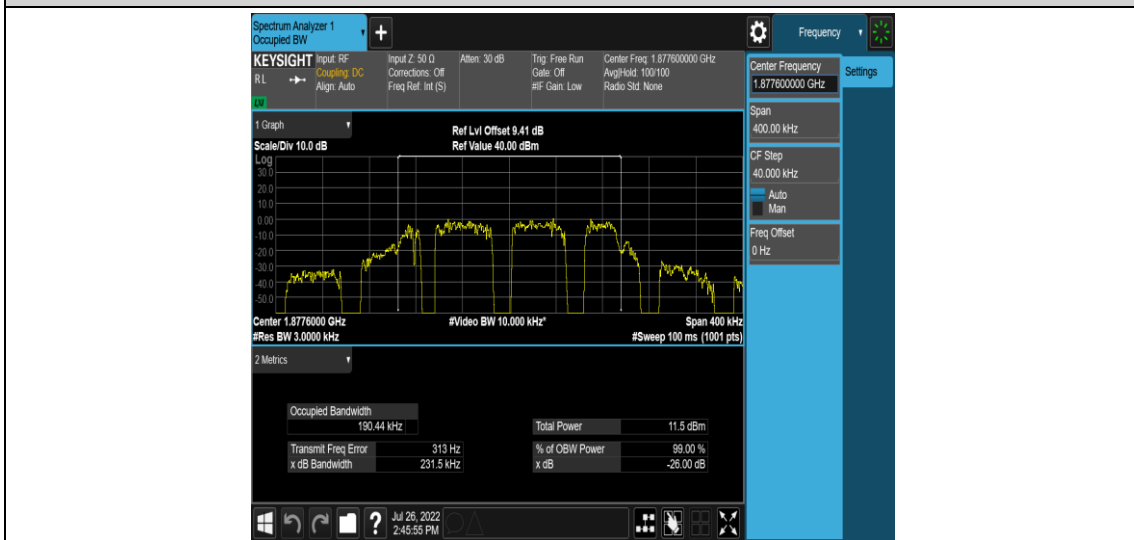 Spectrum Analyzer 1
Occupied BW
+
Frequency
KEYSIGHT
RL
Input: RF
Coupling: DC
Align: Auto
Input Z: 50 Ω
Corrections: Off
Freq Ref: Int (S)
Atten: 30 dB
Trig: Free Run
Gate: Off
#IF Gain: Low
Center Freq: 1.877600000 GHz
Avg|Hold: 100/100
Radio Std: None
Center Frequency
1.877600000 GHz
Settings
Span
400.00 kHz
CF Step
40.000 kHz
Auto
Man
Freq Offset
0 Hz
1 Graph
Ref Lvl Offset 9.41 dB
Scale/Div 10.0 dB
Ref Value 40.00 dBm
Log
30.0
20.0
10.0
0.00
-10.0
-20.0
-30.0
-40.0
-50.0
Center 1.8776000 GHz
#Video BW 10.000 kHz*
Span 400 kHz
#Res BW 3.0000 kHz
#Sweep 100 ms (1001 pts)
2 Metrics
Occupied Bandwidth
190.44 kHz
Total Power 11.5 dBm
Transmit Freq Error 313 Hz
% of OBW Power 99.00 %
x dB Bandwidth 231.5 kHz
x dB -26.00 dB
?
Jul 26, 2022
2:45:55 PM